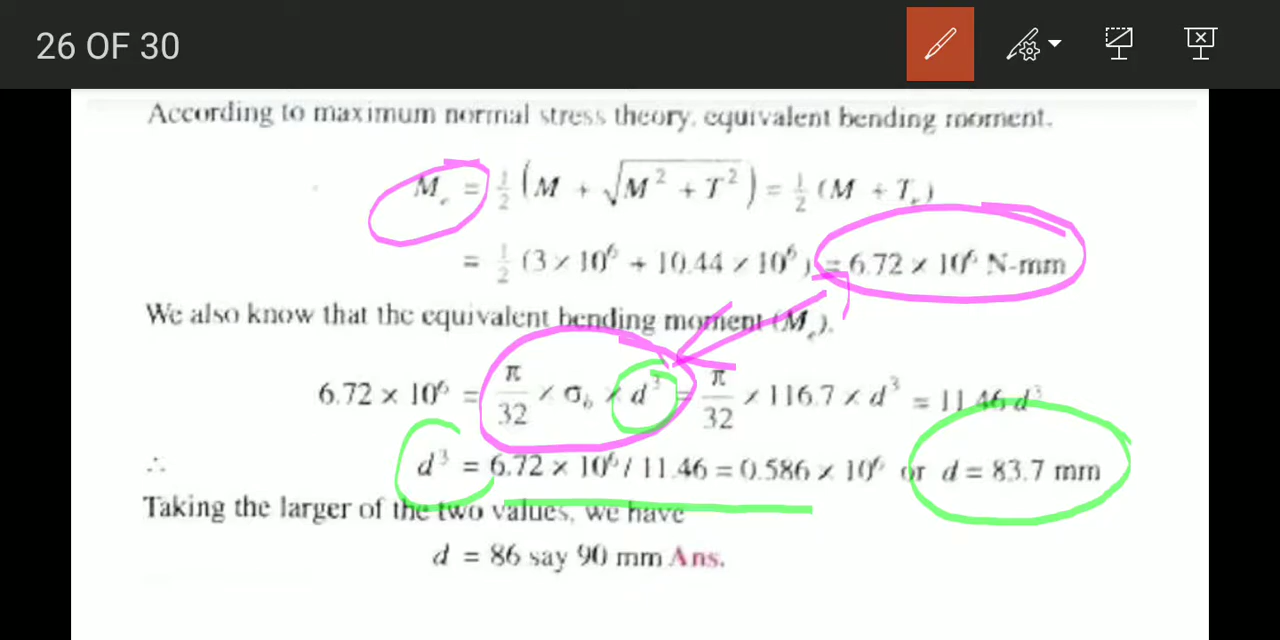 26 OF 30
According to maximum normal stress theory, equivalent bending moment.
Mₑ = 1/2 (M + √(M² + T²)) = 1/2 (M + Tₑ)
= 1/2 (3 × 10⁶ + 10.44 × 10⁶) = 6.72 × 10⁶ N-mm
We also know that the equivalent bending moment (Mₑ).
6.72 × 10⁶ = π/32 × σ_b × d³ = π/32 × 116.7 × d³ = 11.46 d³
∴ d³ = 6.72 × 10⁶ / 11.46 = 0.586 × 10⁶ or d = 83.7 mm
Taking the larger of the two values, we have
d = 86 say 90 mm Ans.